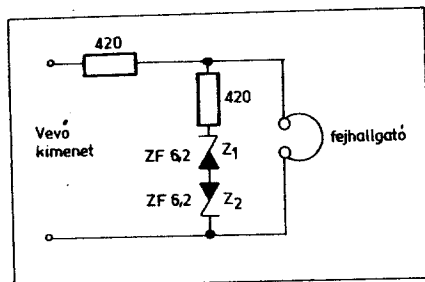 420
420
Vevő
kimenet
ZF 6,2 Z1
ZF 6,2 Z2
fejhallgató